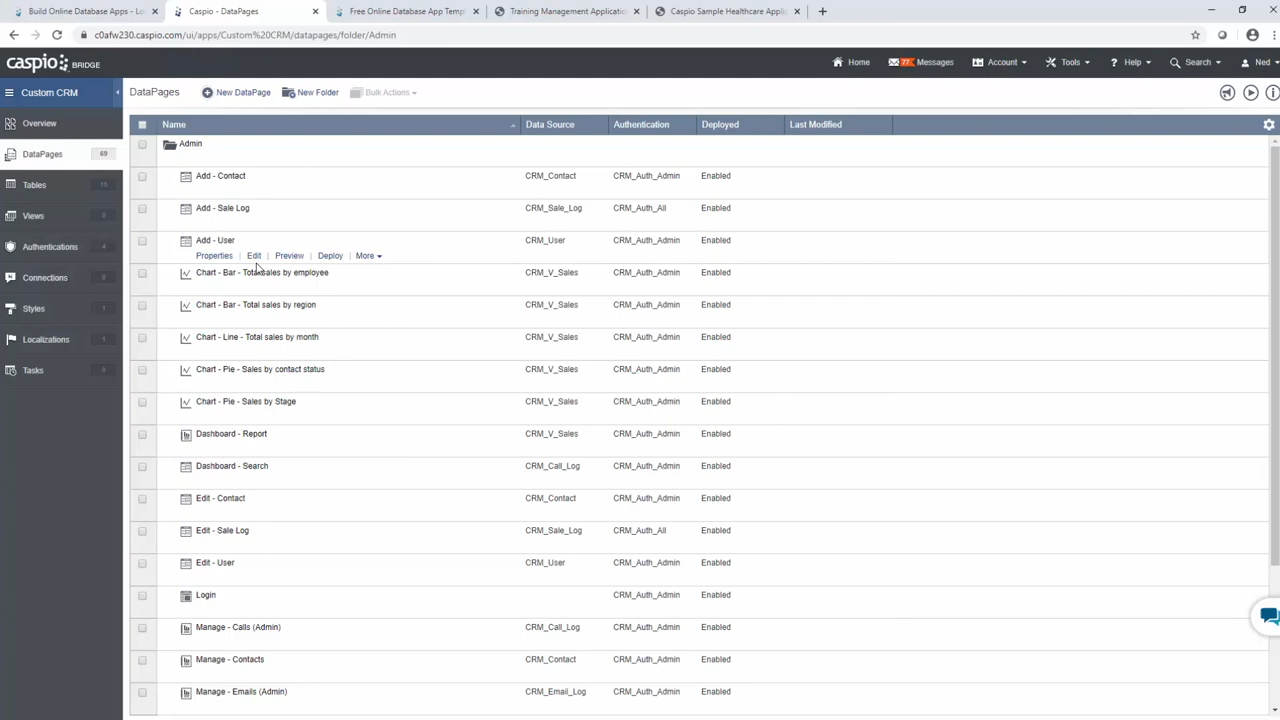 Build Online Database Apps - Lo
Caspio - DataPages
Free Online Database App Templ
Training Management Application
Caspio Sample Healthcare Applic
c0afw230.caspio.com/ui/apps/Custom%20CRM/datapages/folder/Admin
caspio BRIDGE
Home
77 Messages
Account
Tools
? Help
Search
Ned
Custom CRM
DataPages
New DataPage
New Folder
Bulk Actions
Overview
DataPages 69
Tables 15
Views
Authentications 4
Connections
Styles 1
Localizations 1
Tasks
Name Data Source Authentication Deployed Last Modified
Admin
Add - Contact CRM_Contact CRM_Auth_Admin Enabled
Add - Sale Log CRM_Sale_Log CRM_Auth_All Enabled
Add - User CRM_User CRM_Auth_Admin Enabled
Properties | Edit | Preview | Deploy | More
Chart - Bar - Total sales by employee CRM_V_Sales CRM_Auth_Admin Enabled
Chart - Bar - Total sales by region CRM_V_Sales CRM_Auth_Admin Enabled
Chart - Line - Total sales by month CRM_V_Sales CRM_Auth_Admin Enabled
Chart - Pie - Sales by contact status CRM_V_Sales CRM_Auth_Admin Enabled
Chart - Pie - Sales by Stage CRM_V_Sales CRM_Auth_Admin Enabled
Dashboard - Report CRM_V_Sales CRM_Auth_Admin Enabled
Dashboard - Search CRM_Call_Log CRM_Auth_Admin Enabled
Edit - Contact CRM_Contact CRM_Auth_Admin Enabled
Edit - Sale Log CRM_Sale_Log CRM_Auth_All Enabled
Edit - User CRM_User CRM_Auth_Admin Enabled
Login CRM_Auth_Admin Enabled
Manage - Calls (Admin) CRM_Call_Log CRM_Auth_Admin Enabled
Manage - Contacts CRM_Contact CRM_Auth_Admin Enabled
Manage - Emails (Admin) CRM_Email_Log CRM_Auth_Admin Enabled